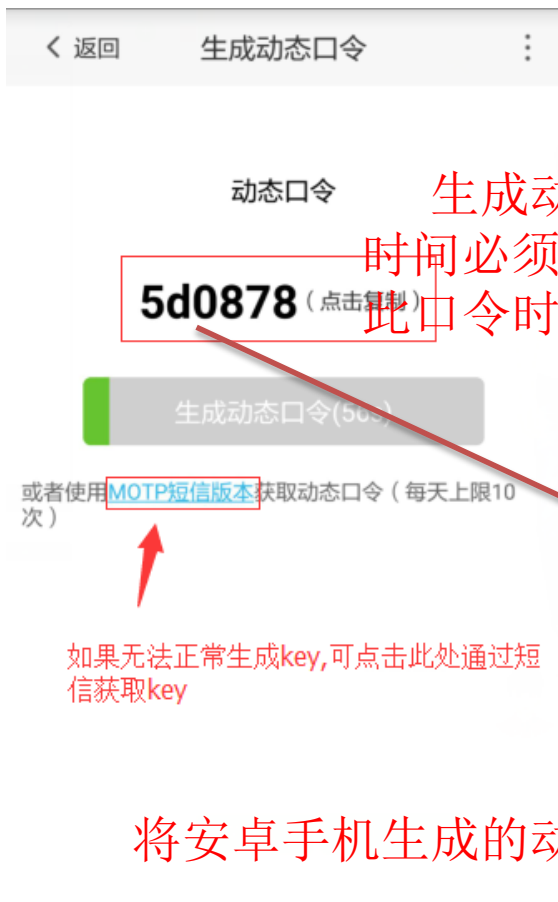 返回 生成动态口令
动态口令
生成动
时间必须
5d0878（点击复制）
此口令时
生成动态口令(56s)
或者使用MOTP短信版本获取动态口令（每天上限10
次）
如果无法正常生成key,可点击此处通过短
信获取key
将安卓手机生成的动